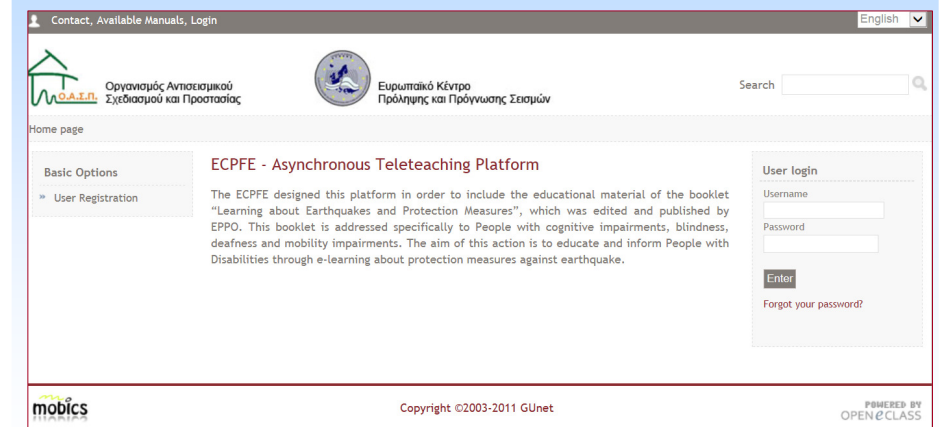 Contact, Available Manuals, Login
English
Ο.Α.Σ.Π.
Οργανισμός Αντισεισμικού
Σχεδιασμού και Προστασίας
Ευρωπαϊκό Κέντρο
Πρόληψης και Πρόγνωσης Σεισμών
Search
Home page
Basic Options
» User Registration
ECPFE - Asynchronous Teleteaching Platform
The ECPFE designed this platform in order to include the educational material of the booklet
“Learning about Earthquakes and Protection Measures”, which was edited and published by
EPPO. This booklet is addressed specifically to People with cognitive impairments, blindness,
deafness and mobility impairments. The aim of this action is to educate and inform People with
Disabilities through e-learning about protection measures against earthquake.
User login
Username
Password
Enter
Forgot your password?
mobics
Copyright ©2003-2011 GUnet
POWERED BY
OPEN eCLASS